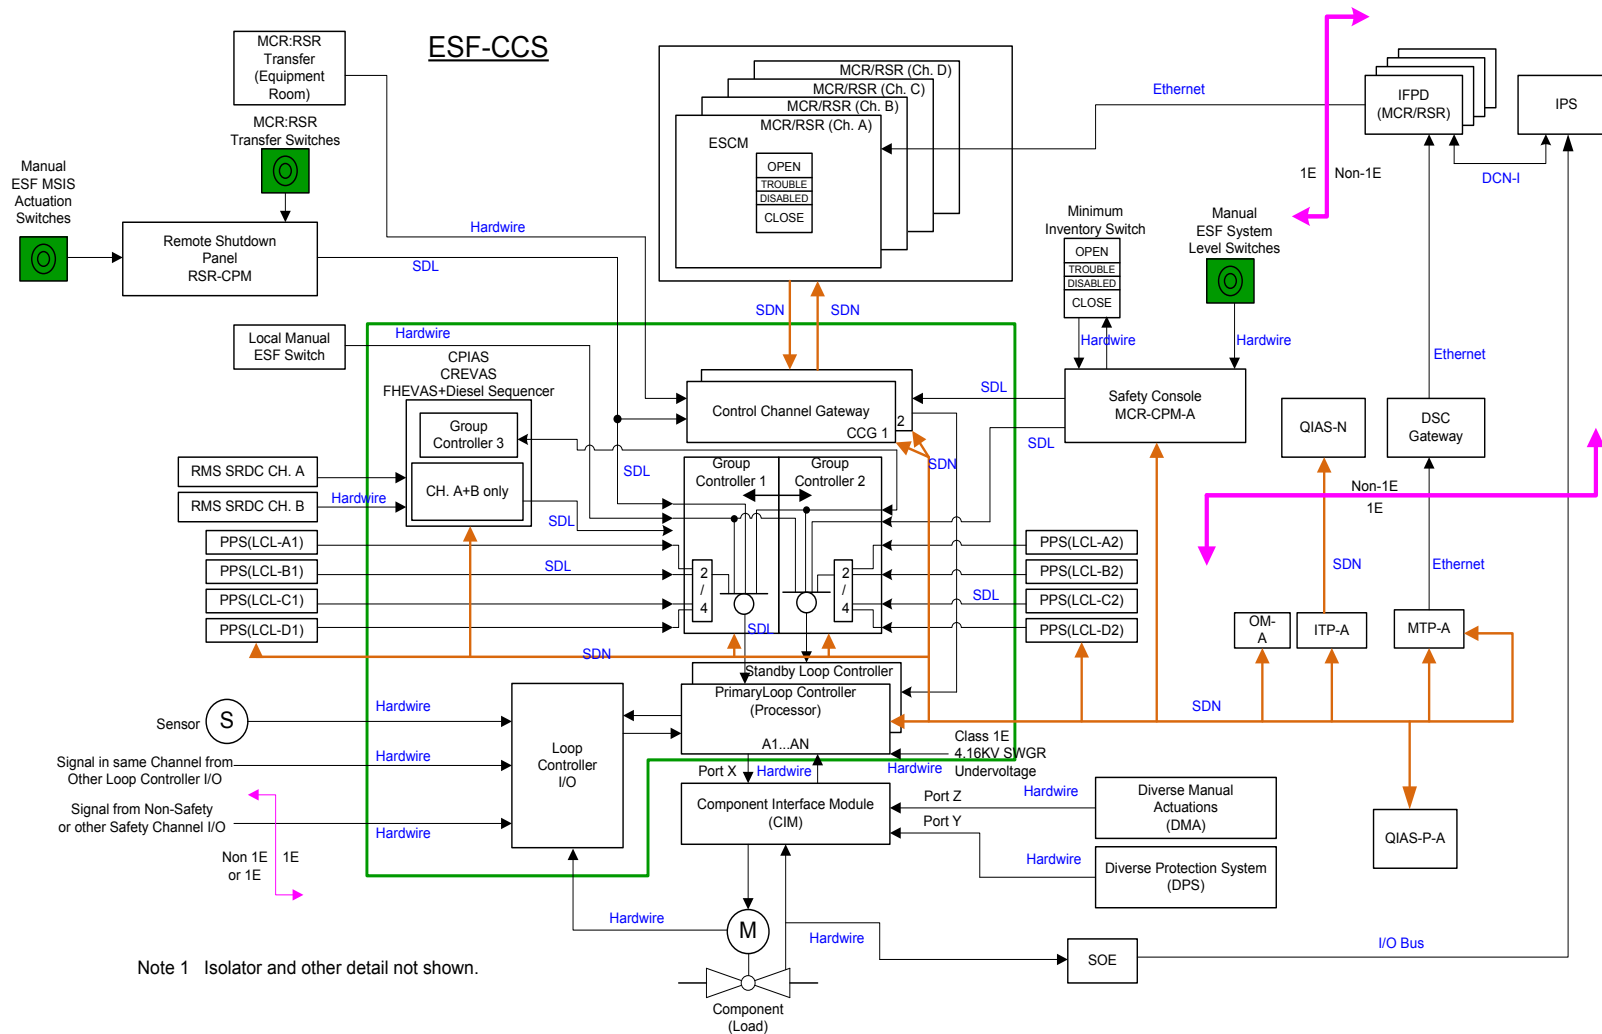 ESF-CCS
MCR:RSR
Transfer
(Equipment
Room)
MCR:RSR
Transfer Switches
Manual
ESF MSIS
Actuation
Switches
Remote Shutdown
Panel
RSR-CPM
Hardwire
SDL
MCR/RSR (Ch. D)
MCR/RSR (Ch. C)
MCR/RSR (Ch. B)
MCR/RSR (Ch. A)
ESCM
OPEN
TROUBLE
DISABLED
CLOSE
Ethernet
1E
Non-1E
IFPD
(MCR/RSR)
IPS
DCN-I
Minimum
Inventory Switch
OPEN
TROUBLE
DISABLED
CLOSE
Manual
ESF System
Level Switches
Hardwire
Hardwire
SDN
SDN
Local Manual
ESF Switch
Hardwire
CPIAS
CREVAS
FHEVAS+Diesel Sequencer
Group
Controller 3
CH. A+B only
Control Channel Gateway
CCG 1
2
SDL
Safety Console
MCR-CPM-A
SDL
Ethernet
QIAS-N
DSC
Gateway
RMS SRDC CH. A
RMS SRDC CH. B
Hardwire
SDL
SDL
SDN
Group
Controller 1
Group
Controller 2
Non-1E
1E
PPS(LCL-A1)
PPS(LCL-B1)
PPS(LCL-C1)
PPS(LCL-D1)
SDL
2
/
4
2
/
4
PPS(LCL-A2)
PPS(LCL-B2)
PPS(LCL-C2)
PPS(LCL-D2)
SDL
SDL
SDN
SDN
Ethernet
OM-
A
ITP-A
MTP-A
Standby Loop Controller
PrimaryLoop Controller
(Processor)
A1...AN
SDN
Sensor
S
Hardwire
Signal in same Channel from
Other Loop Controller I/O
Hardwire
Signal from Non-Safety
or other Safety Channel I/O
Hardwire
Non 1E
or 1E
1E
Loop
Controller
I/O
Class 1E
4.16KV SWGR
Undervoltage
Port X
Hardwire
Hardwire
Component Interface Module
(CIM)
Port Z
Hardwire
Port Y
Hardwire
Diverse Manual
Actuations
(DMA)
Diverse Protection System
(DPS)
QIAS-P-A
Hardwire
M
Hardwire
SOE
I/O Bus
Component
(Load)
Note 1 Isolator and other detail not shown.